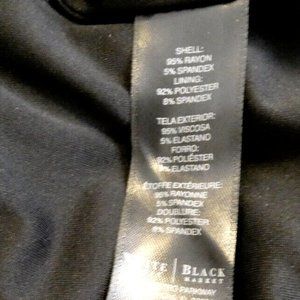 SHELL:
95% RAYON
5% SPANDEX
LINING:
92% POLYESTER
8% SPANDEX
TELA EXTERIOR:
95% VISCOSA
5% ELASTANO
FORRO:
92% POLIÉSTER
8% ELASTANO
ÉTOFFE EXTÉRIEURE:
95% RAYONNE
5% SPANDEX
DOUBLURE:
92% POLYESTER
8% SPANDEX
BLACK
MARKET
PARKWAY